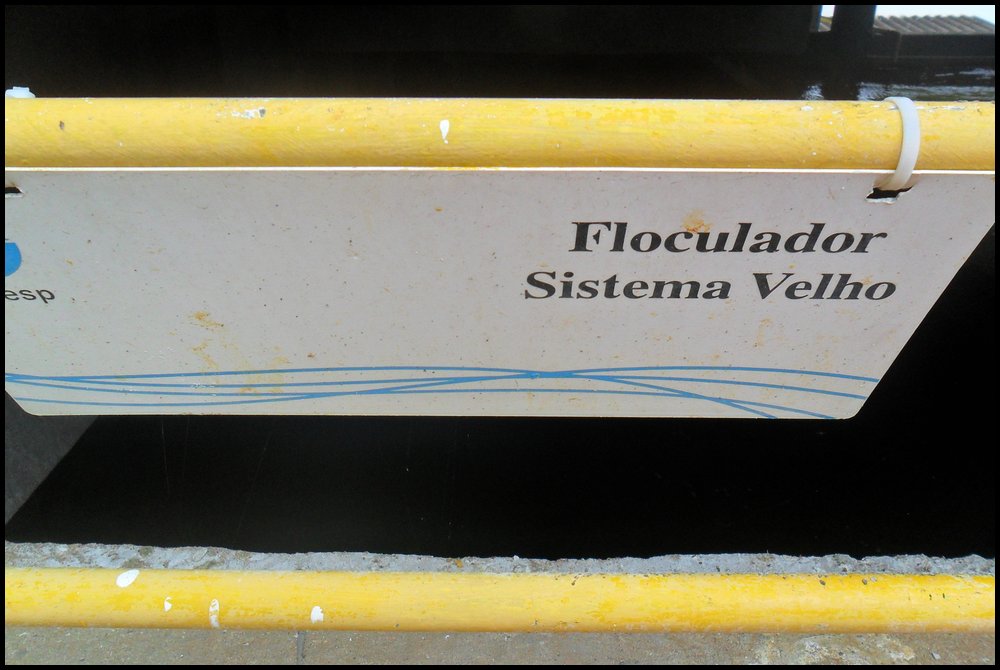 Floculador
Sistema Velho
esp